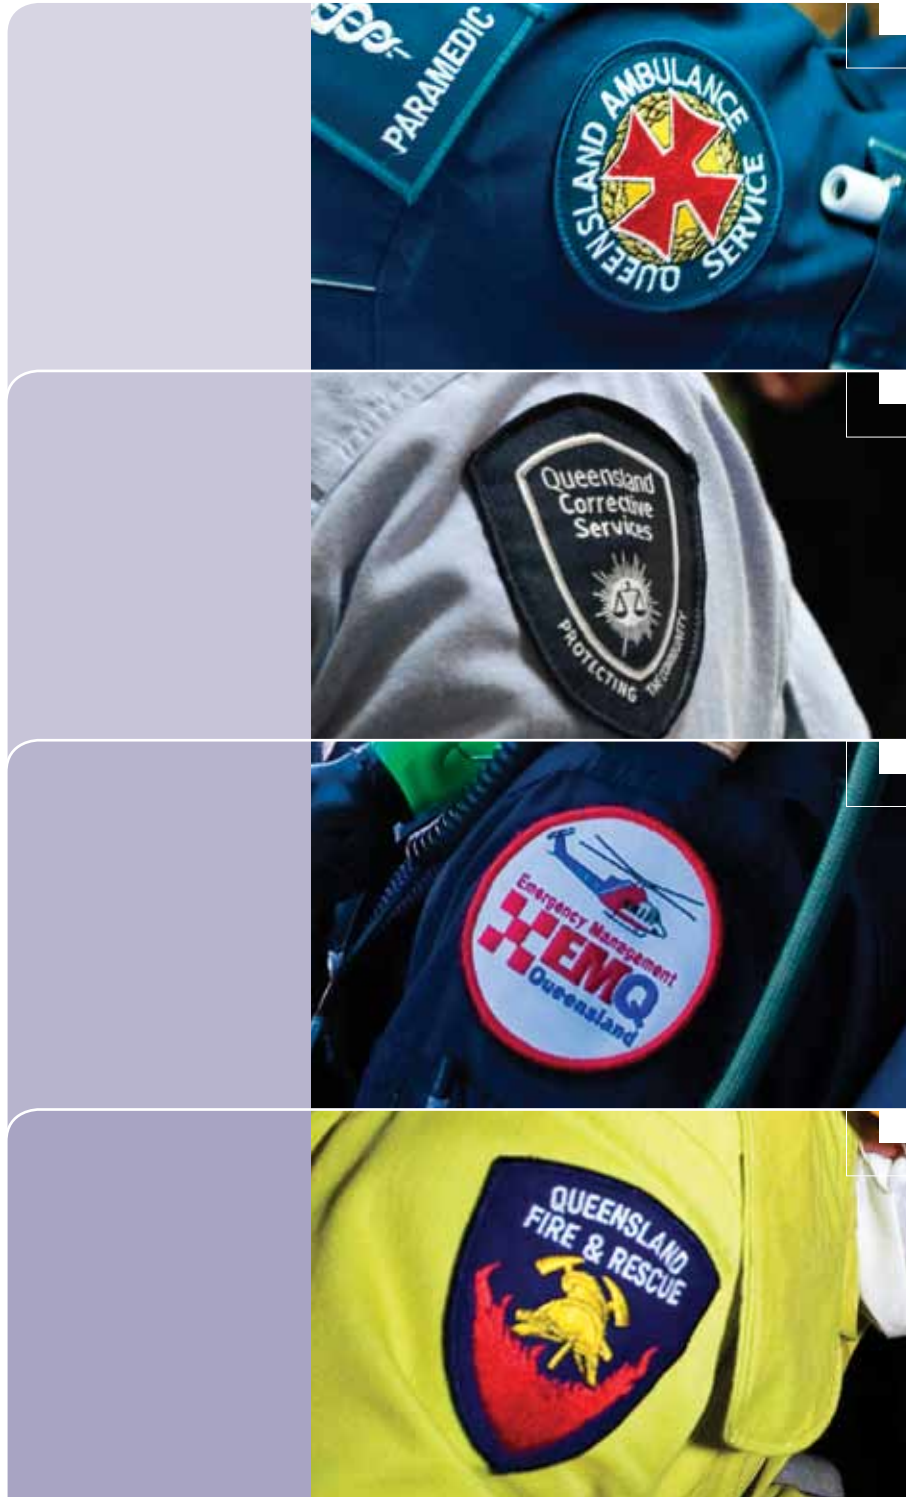 PARAMEDIC
QUEENSLAND AMBULANCE SERVICE
Queensland
Corrective
Services
PROTECTING THE COMMUNITY
Emergency Management
EMQ
Queensland
QUEENSLAND
FIRE & RESCUE